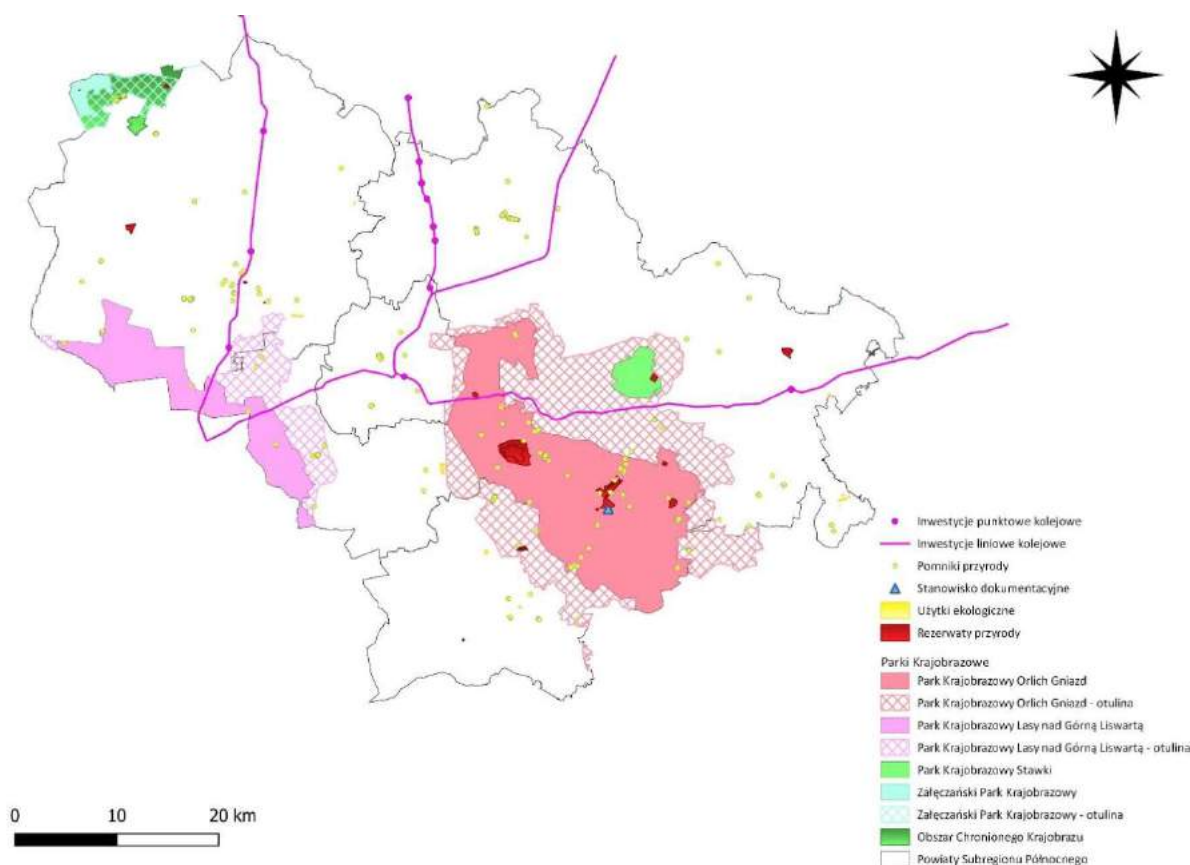 Inwestycje punktowe kolejowe
Inwestycje liniowe kolejowe
Pomniki przyrody
Stanowisko dokumentacyjne
Użytki ekologiczne
Rezerwaty przyrody
Parki Krajobrazowe
Park Krajobrazowy Orlich Gniazd
Park Krajobrazowy Orlich Gniazd - otulina
Park Krajobrazowy Lasy nad Górną Liswartą
Park Krajobrazowy Lasy nad Górną Liswartą - otulina
Park Krajobrazowy Stawki
Załęczański Park Krajobrazowy
Załęczański Park Krajobrazowy - otulina
Obszar Chronionego Krajobrazu
Powiaty Subregionu Północnego
0 10 20 km